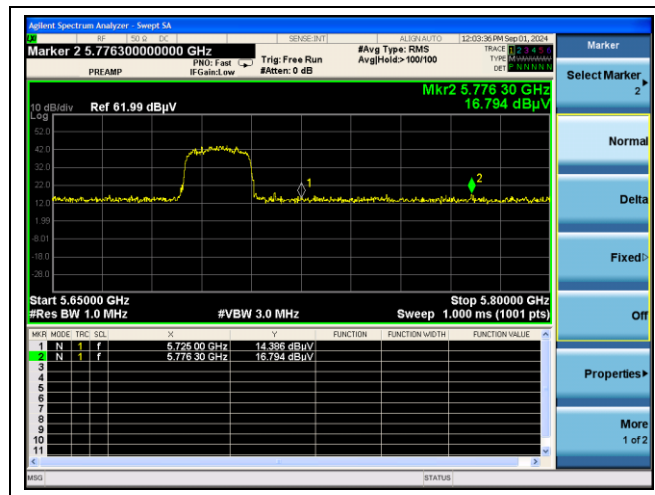 Agilent Spectrum Analyzer - Swept SA
LXI RF 50 Ω DC SENSE:INT ALIGN AUTO 12:03:36 PM Sep 01, 2024
Marker 2 5.776300000000 GHz
PREAMP
PNO: Fast
IFGain:Low
Trig: Free Run
#Atten: 0 dB
#Avg Type: RMS
Avg|Hold:> 100/100
TRACE 1 2 3 4 5 6
TYPE
DET P N N N N N
Mkr2 5.776 30 GHz
16.794 dBµV
10 dB/div Ref 61.99 dBµV
Log
52.0
42.0
32.0
22.0
12.0
1.99
-8.01
-18.0
-28.0
1
2
Start 5.65000 GHz Stop 5.80000 GHz
#Res BW 1.0 MHz #VBW 3.0 MHz Sweep 1.000 ms (1001 pts)
MKR MODE TRC SCL X Y FUNCTION FUNCTION WIDTH FUNCTION VALUE
1 N 1 f 5.725 00 GHz 14.386 dBµV
2 N 1 f 5.776 30 GHz 16.794 dBµV
3
4
5
6
7
8
9
10
11
MSG STATUS
Marker
Select Marker
2
Normal
Delta
Fixed
Off
Properties
More
1 of 2